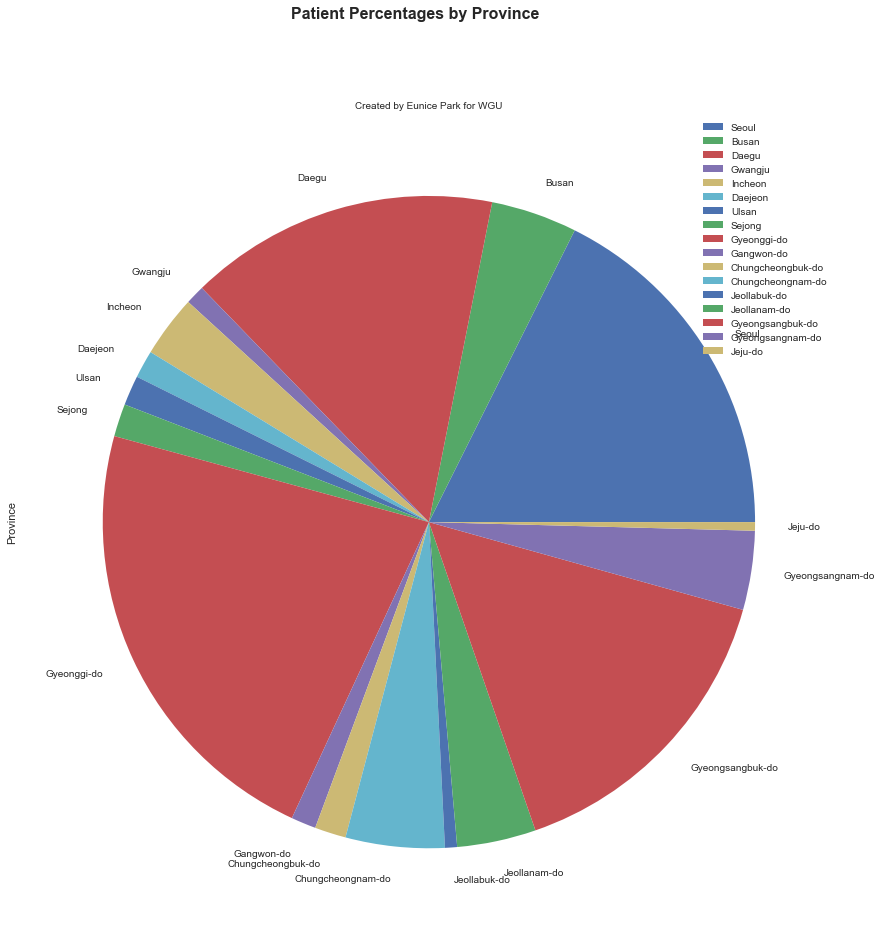 Patient Percentages by Province
Created by Eunice Park for WGU
Seoul
Busan
Daegu
Gwangju
Incheon
Daejeon
Ulsan
Sejong
Gyeonggi-do
Gangwon-do
Chungcheongbuk-do
Chungcheongnam-do
Jeollabuk-do
Jeollanam-do
Gyeongsangbuk-do
Gyeongsangnam-do
Jeju-do
Daegu
Busan
Gwangju
Incheon
Seoul
Daejeon
Ulsan
Sejong
Province
Jeju-do
Gyeongsangnam-do
Gyeonggi-do
Gyeongsangbuk-do
Gangwon-do
Chungcheongbuk-do
Chungcheongnam-do
Jeollabuk-do
Jeollanam-do